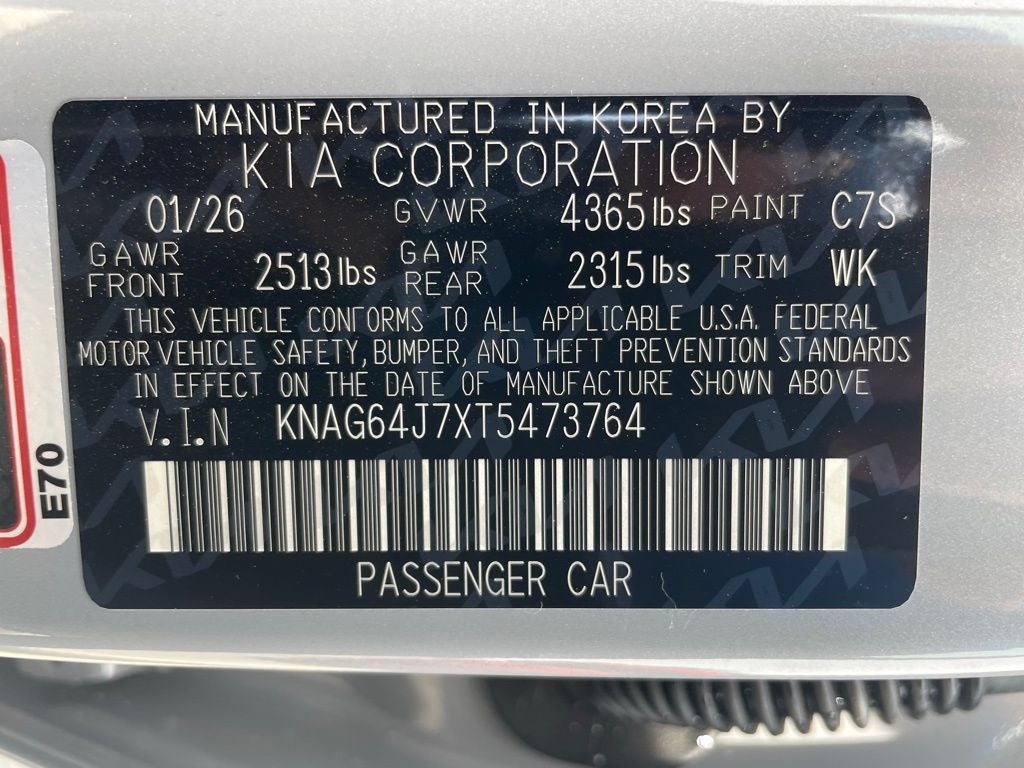 MANUFACTURED IN KOREA BY
KIA CORPORATION
01/26 GVWR 4365 lbs PAINT C7S
GAWR FRONT 2513 lbs GAWR REAR 2315 lbs TRIM WK
THIS VEHICLE CONFORMS TO ALL APPLICABLE U.S.A. FEDERAL
MOTOR VEHICLE SAFETY, BUMPER, AND THEFT PREVENTION STANDARDS
IN EFFECT ON THE DATE OF MANUFACTURE SHOWN ABOVE
V.I.N KNAG64J7XT5473764
PASSENGER CAR
E70